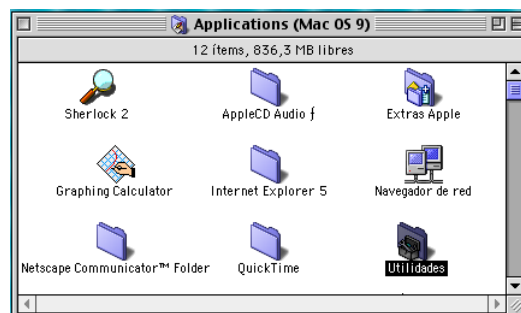 Applications (Mac OS 9)
12 ítems, 836,3 MB libres
Sherlock 2
AppleCD Audio ƒ
Extras Apple
Graphing Calculator
Internet Explorer 5
Navegador de red
Netscape Communicator™ Folder
QuickTime
Utilidades